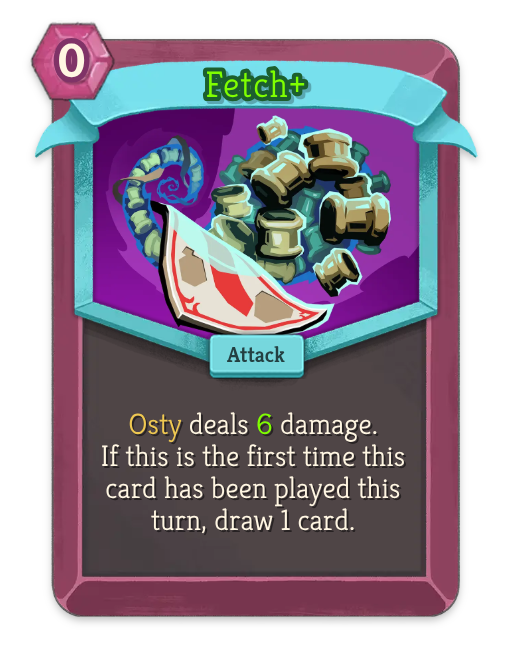 0
Fetch+
Attack
Osty deals 6 damage.
If this is the first time this
card has been played this
turn, draw 1 card.